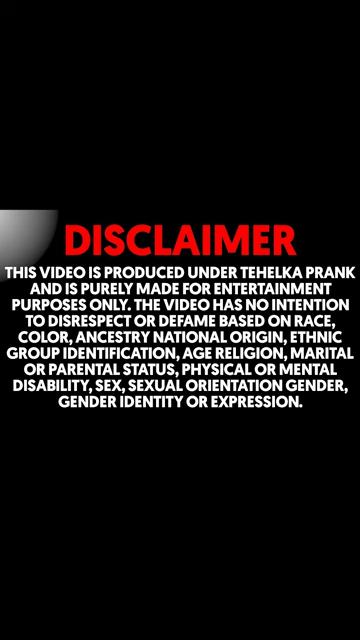 DISCLAIMER
THIS VIDEO IS PRODUCED UNDER TEHELKA PRANK
AND IS PURELY MADE FOR ENTERTAINMENT
PURPOSES ONLY. THE VIDEO HAS NO INTENTION
TO DISRESPECT OR DEFAME BASED ON RACE,
COLOR, ANCESTRY NATIONAL ORIGIN, ETHNIC
GROUP IDENTIFICATION, AGE RELIGION, MARITAL
OR PARENTAL STATUS, PHYSICAL OR MENTAL
DISABILITY, SEX, SEXUAL ORIENTATION GENDER,
GENDER IDENTITY OR EXPRESSION.